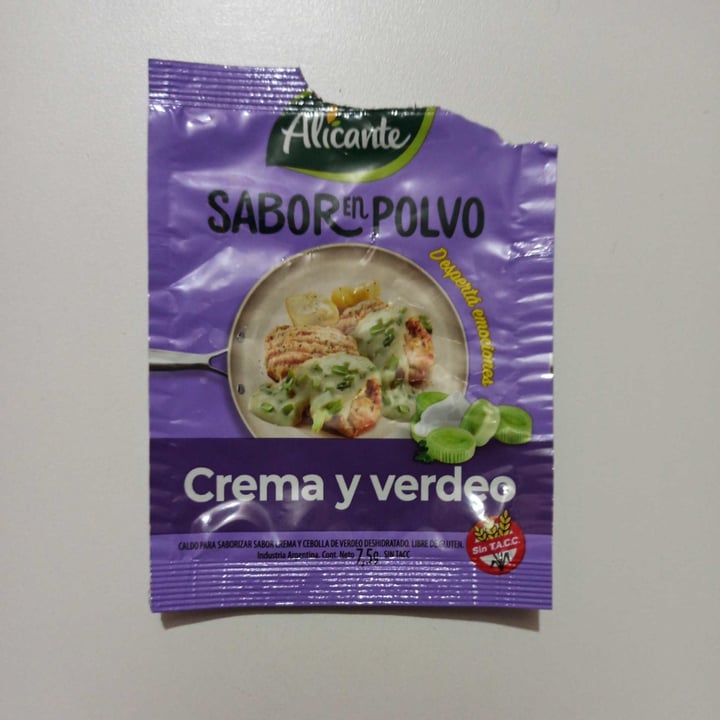 Alicante
SABOR EN POLVO
Despertá emociones
Crema y verdeo
CALDO PARA SABORIZAR SABOR CREMA Y CEBOLLA DE VERDEO DESHIDRATADO. LIBRE DE GLUTEN.
Industria Argentina. Cont. Neto 7,5g SIN TACC
Sin T.A.C.C.